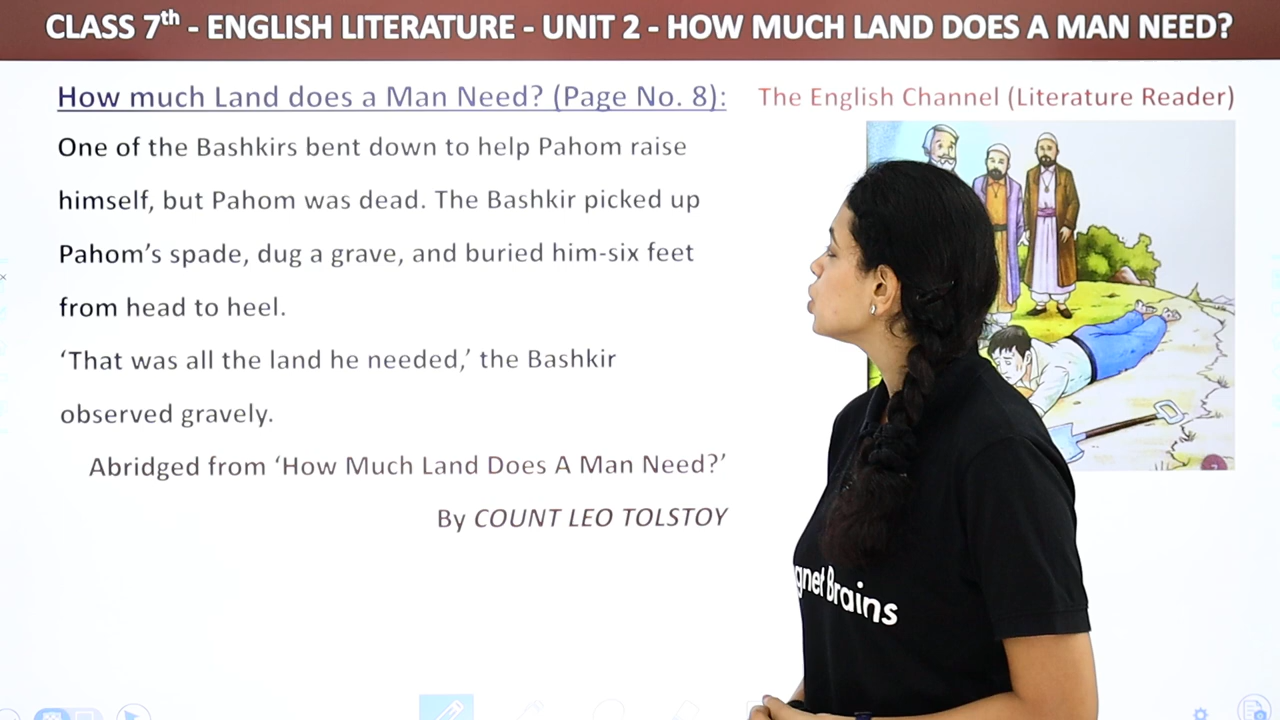 CLASS 7th - ENGLISH LITERATURE - UNIT 2 - HOW MUCH LAND DOES A MAN NEED?
How much Land does a Man Need? (Page No. 8):
The English Channel (Literature Reader)
One of the Bashkirs bent down to help Pahom raise
himself, but Pahom was dead. The Bashkir picked up
Pahom’s spade, dug a grave, and buried him-six feet
from head to heel.
‘That was all the land he needed,’ the Bashkir
observed gravely.
Abridged from ‘How Much Land Does A Man Need?’
By COUNT LEO TOLSTOY
gnet Brains